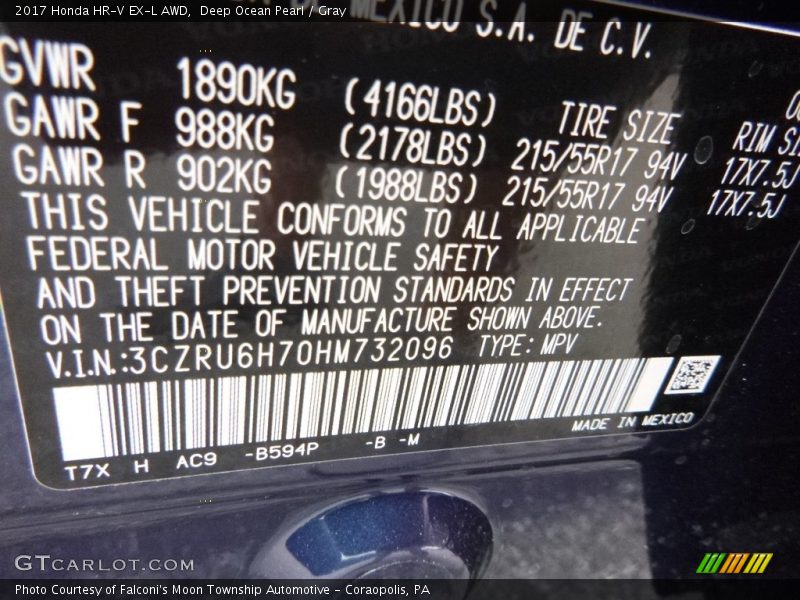 2017 Honda HR-V EX-L AWD, Deep Ocean Pearl / Gray
MEXICO S.A. DE C.V.
GVWR 1890KG (4166LBS) TIRE SIZE RIM
GAWR F 988KG (2178LBS) 215/55R17 94V 17X7.5J
GAWR R 902KG (1988LBS) 215/55R17 94V 17X7.5J
THIS VEHICLE CONFORMS TO ALL APPLICABLE
FEDERAL MOTOR VEHICLE SAFETY
AND THEFT PREVENTION STANDARDS IN EFFECT
ON THE DATE OF MANUFACTURE SHOWN ABOVE.
V.I.N.:3CZRU6H70HM732096 TYPE: MPV
MADE IN MEXICO
T7X H AC9 -B594P -B -M
GTCARLOT.COM
Photo Courtesy of Falconi's Moon Township Automotive - Coraopolis, PA